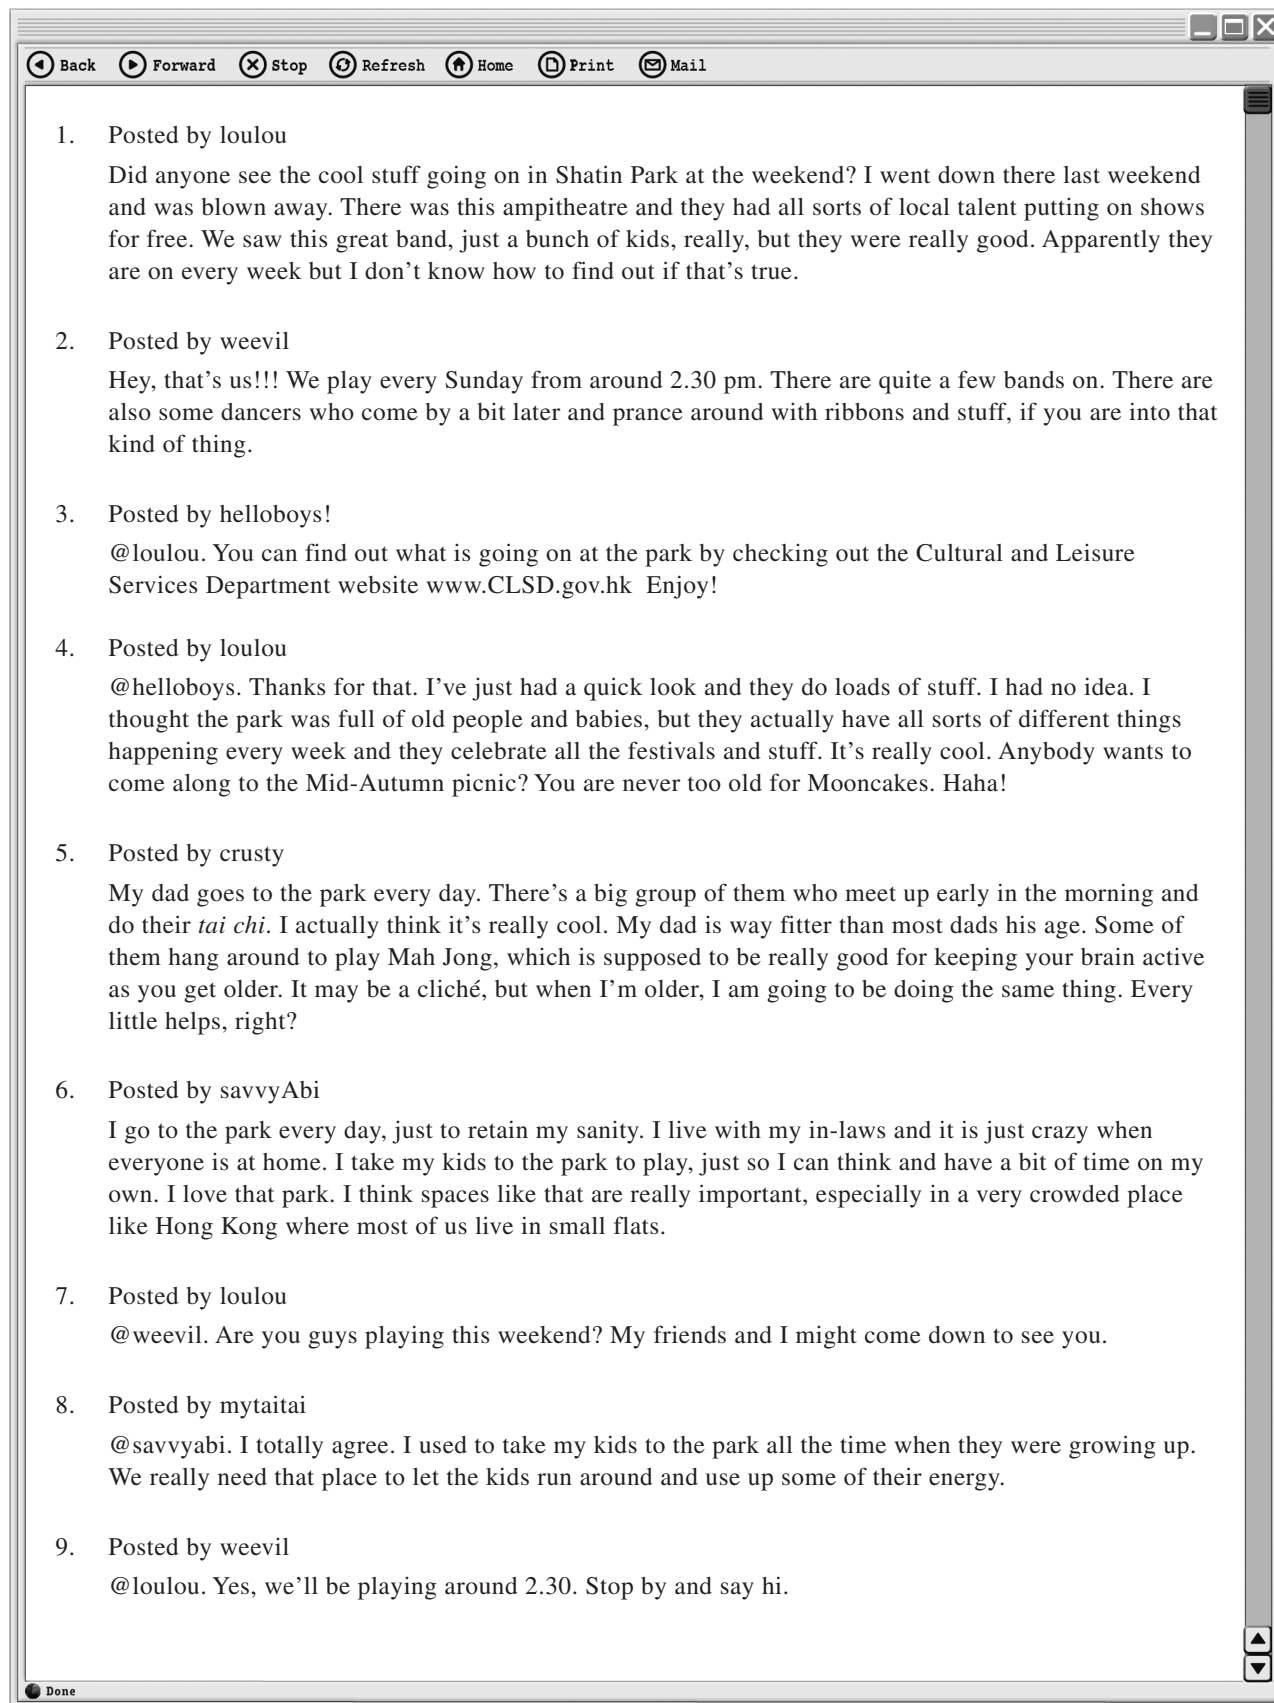 Back Forward Stop Refresh Home Print Mail
1. Posted by loulou
Did anyone see the cool stuff going on in Shatin Park at the weekend? I went down there last weekend
and was blown away. There was this ampitheatre and they had all sorts of local talent putting on shows
for free. We saw this great band, just a bunch of kids, really, but they were really good. Apparently they
are on every week but I don't know how to find out if that's true.
2. Posted by weevil
Hey, that's us!!! We play every Sunday from around 2.30 pm. There are quite a few bands on. There are
also some dancers who come by a bit later and prance around with ribbons and stuff, if you are into that
kind of thing.
3. Posted by helloboys!
@loulou. You can find out what is going on at the park by checking out the Cultural and Leisure
Services Department website www.CLSD.gov.hk Enjoy!
4. Posted by loulou
@helloboys. Thanks for that. I've just had a quick look and they do loads of stuff. I had no idea. I
thought the park was full of old people and babies, but they actually have all sorts of different things
happening every week and they celebrate all the festivals and stuff. It's really cool. Anybody wants to
come along to the Mid-Autumn picnic? You are never too old for Mooncakes. Haha!
5. Posted by crusty
My dad goes to the park every day. There's a big group of them who meet up early in the morning and
do their tai chi. I actually think it's really cool. My dad is way fitter than most dads his age. Some of
them hang around to play Mah Jong, which is supposed to be really good for keeping your brain active
as you get older. It may be a cliché, but when I'm older, I am going to be doing the same thing. Every
little helps, right?
6. Posted by savvyAbi
I go to the park every day, just to retain my sanity. I live with my in-laws and it is just crazy when
everyone is at home. I take my kids to the park to play, just so I can think and have a bit of time on my
own. I love that park. I think spaces like that are really important, especially in a very crowded place
like Hong Kong where most of us live in small flats.
7. Posted by loulou
@weevil. Are you guys playing this weekend? My friends and I might come down to see you.
8. Posted by mytaitai
@savvyabi. I totally agree. I used to take my kids to the park all the time when they were growing up.
We really need that place to let the kids run around and use up some of their energy.
9. Posted by weevil
@loulou. Yes, we'll be playing around 2.30. Stop by and say hi.
Done